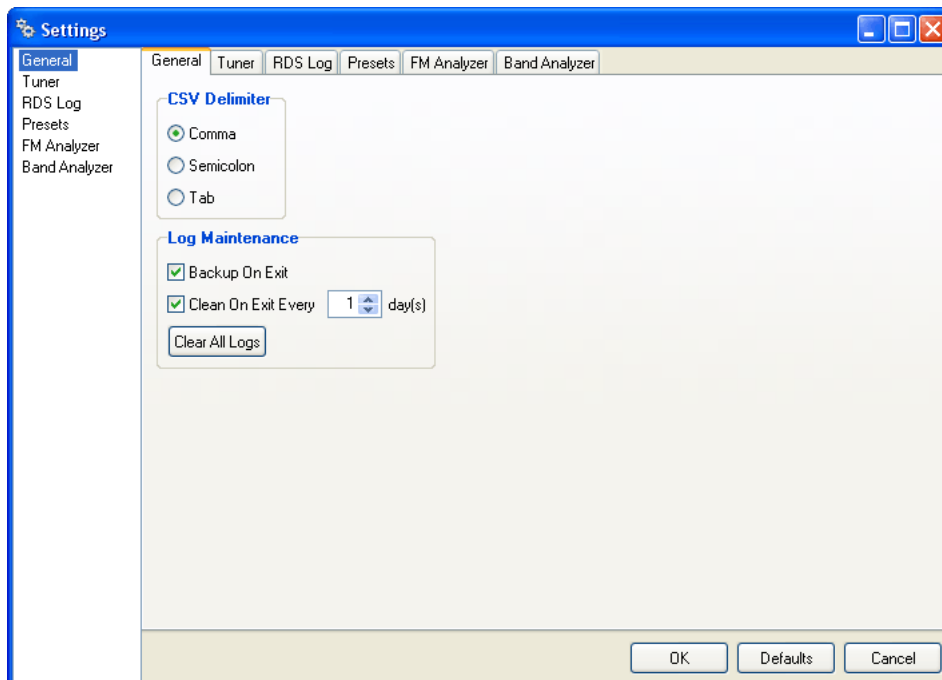 Settings
General
Tuner
RDS Log
Presets
FM Analyzer
Band Analyzer
General Tuner RDS Log Presets FM Analyzer Band Analyzer
CSV Delimiter
Comma
Semicolon
Tab
Log Maintenance
Backup On Exit
Clean On Exit Every 1 day(s)
Clear All Logs
OK Defaults Cancel